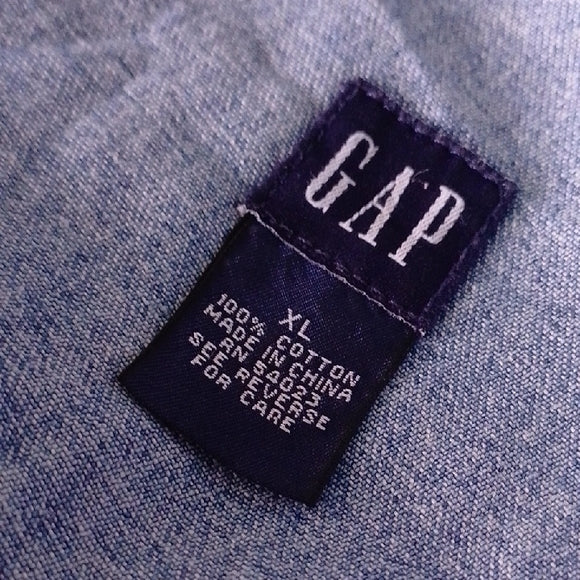 GAP
XL
100% COTTON
MADE IN CHINA
RN 54023
SEE REVERSE
FOR CARE